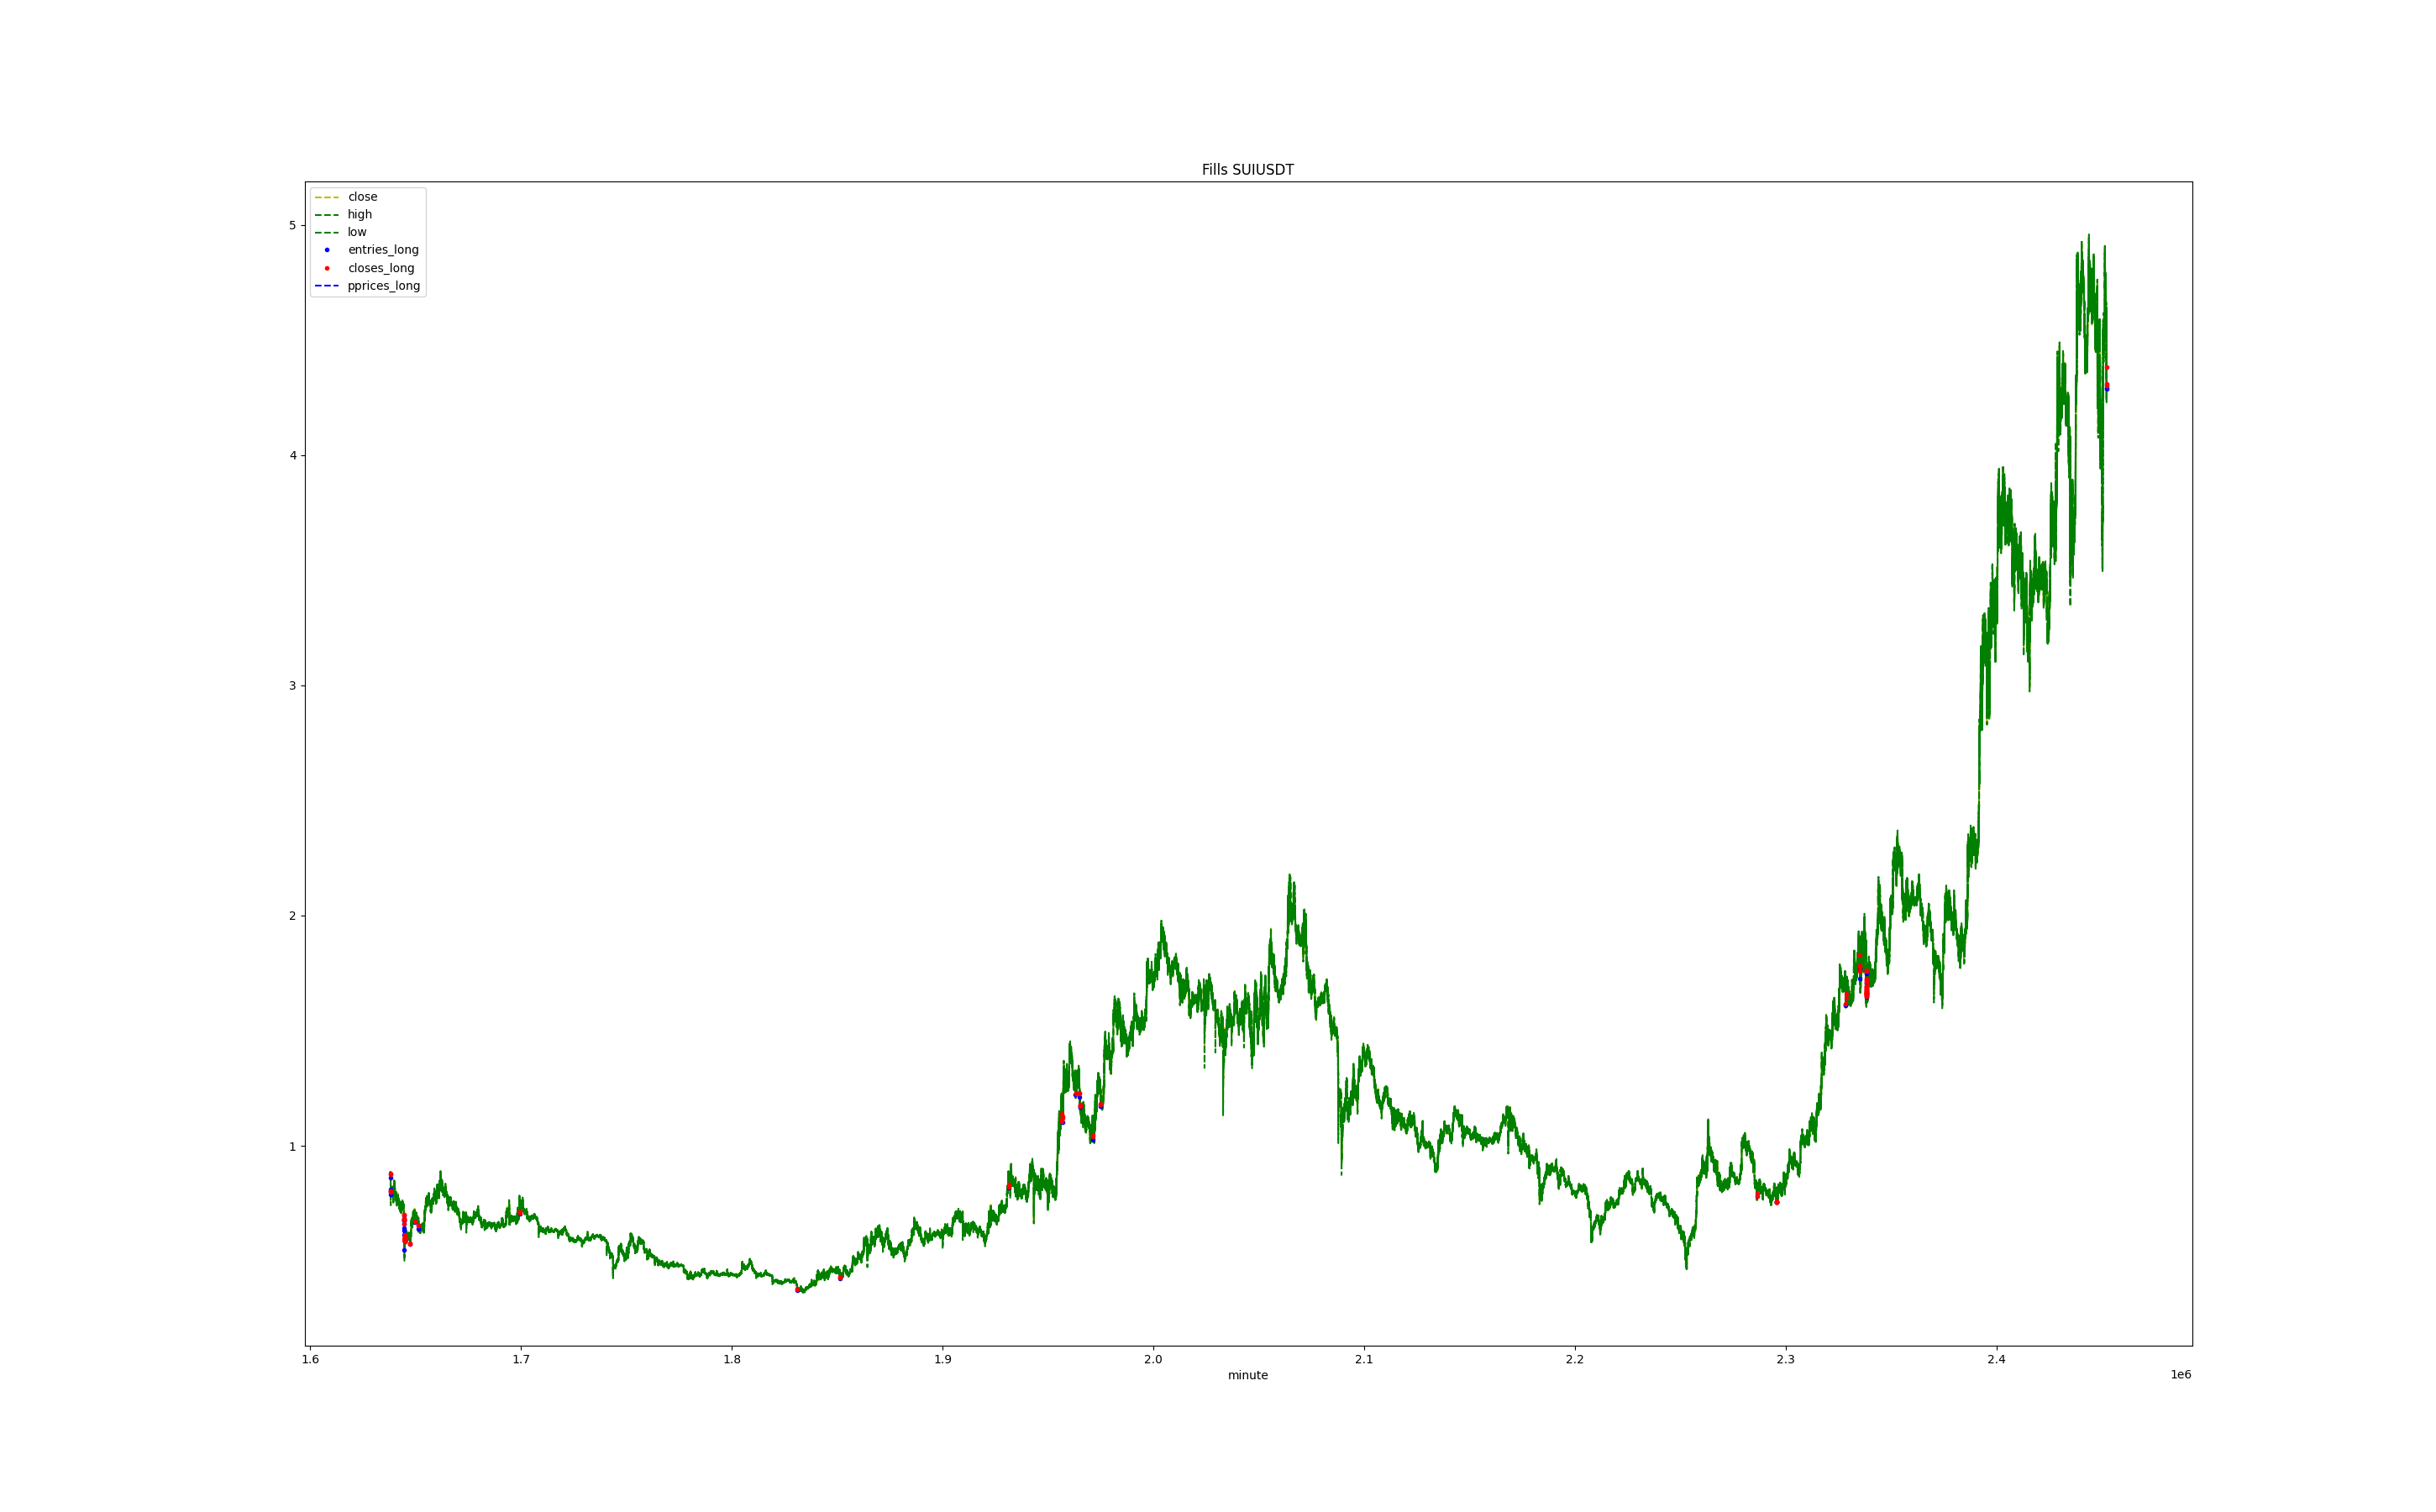 Fills SUIUSDT
close
high
low
entries_long
closes_long
pprices_long
5
4
3
2
1
1.6 1.7 1.8 1.9 2.0 2.1 2.2 2.3 2.4
minute
1e6